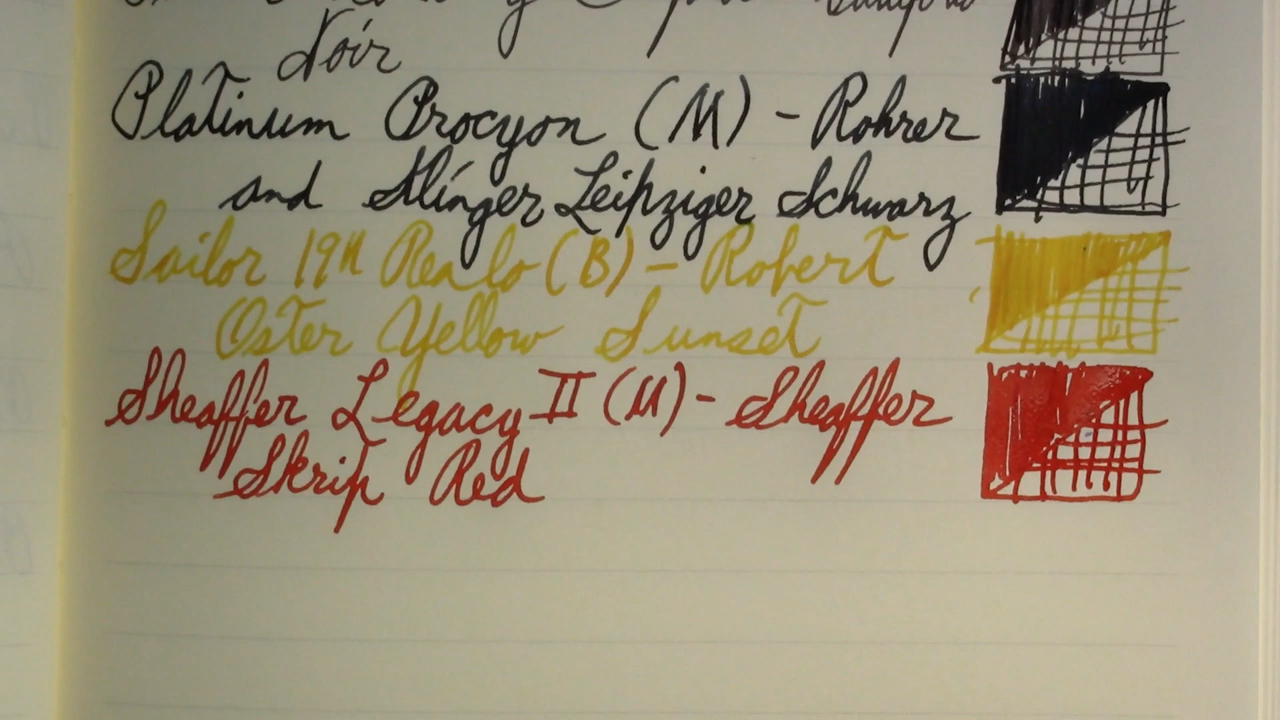 Noir
Platinum Procyon (M) - Rohrer
and Klinger Leipziger Schwarz
Sailor 1911 Realo (B) - Robert
Oster Yellow Sunset
Sheaffer Legacy II (M) - Sheaffer
Skrip Red